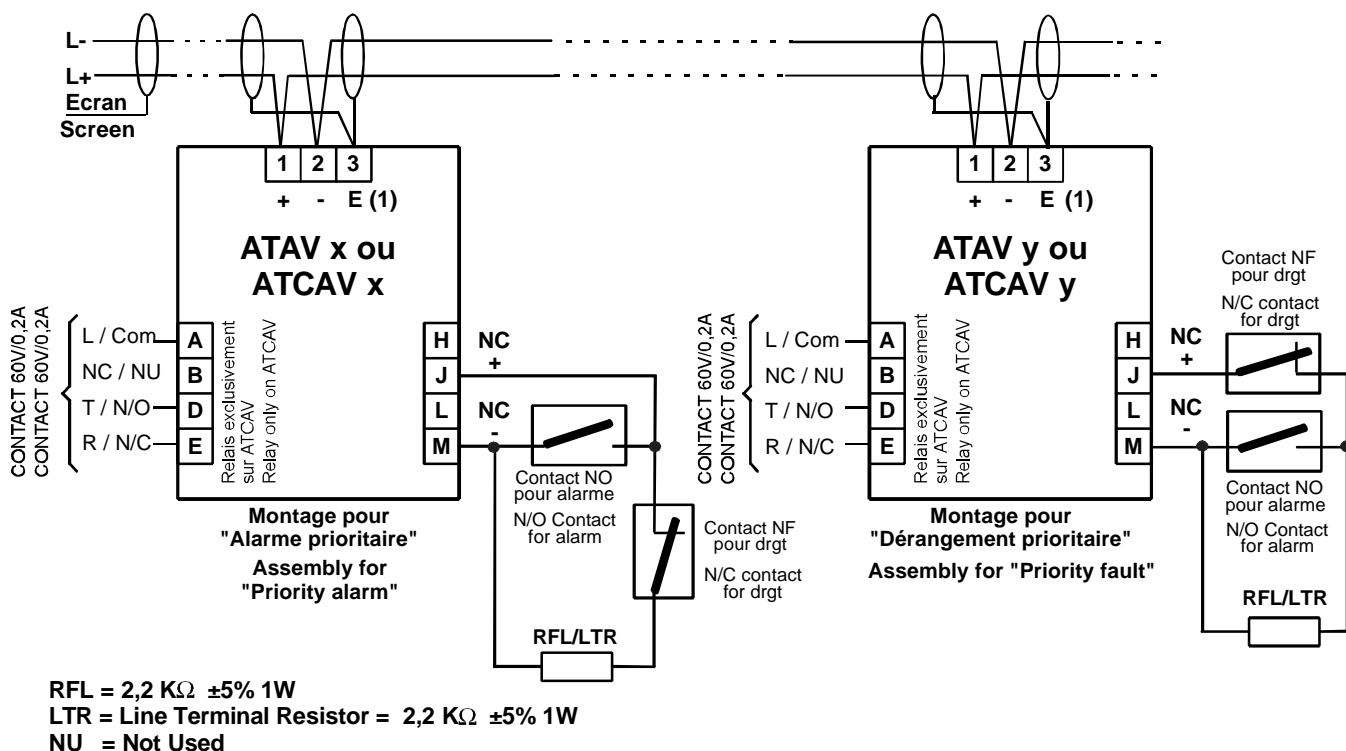 L-
L+
Ecran
Screen
1 2 3
+ - E (1)
ATAV x ou
ATCAV x
CONTACT 60V/0,2A
CONTACT 60V/0,2A
L / Com
NC / NU
T / N/O
R / N/C
A
B
D
E
Relais exclusivement
sur ATCAV
Relay only on ATCAV
H
J
L
M
NC
+
NC
-
Contact NO
pour alarme
N/O Contact
for alarm
Contact NF
pour drgt
N/C contact
for drgt
RFL/LTR
Montage pour
"Alarme prioritaire"
Assembly for
"Priority alarm"
1 2 3
+ - E (1)
ATAV y ou
ATCAV y
CONTACT 60V/0,2A
CONTACT 60V/0,2A
L / Com
NC / NU
T / N/O
R / N/C
A
B
D
E
Relais exclusivement
sur ATCAV
Relay only on ATCAV
H
J
L
M
NC
+
NC
-
Contact NF
pour drgt
N/C contact
for drgt
Contact NO
pour alarme
N/O Contact
for alarm
RFL/LTR
Montage pour
"Dérangement prioritaire"
Assembly for "Priority fault"
RFL = 2,2 KΩ ±5% 1W
LTR = Line Terminal Resistor = 2,2 KΩ ±5% 1W
NU = Not Used